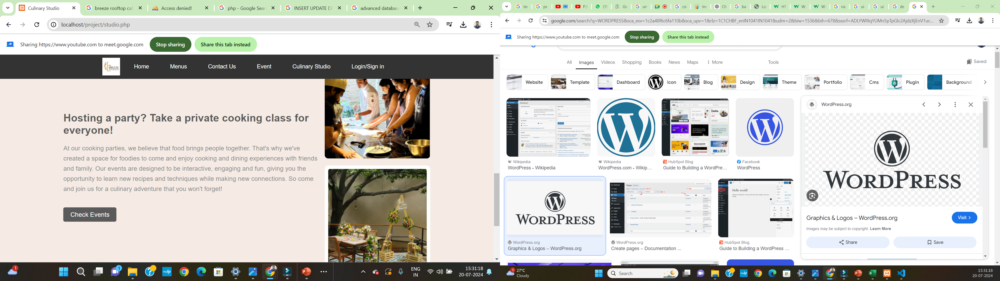 Culinary Studio
breeze rooftop caf
Access denied!
php - Google Sear
INSERT UPDATE DE
advanced database
localhost/project/studio.php
Sharing https://www.youtube.com to meet.google.com
Stop sharing
Share this tab instead
BREEZE
Home
Menus
Contact Us
Event
Culinary Studio
Login/Sign in
Hosting a party? Take a private cooking class for
everyone!
At our cooking parties, we believe that food brings people together. That's why we've
created a space for foodies to come and enjoy cooking and dining experiences with friends
and family. Our events are designed to be interactive, engaging and fun, giving you the
opportunity to learn new recipes and techniques while making new connections. So come
and join us for a culinary adventure that you won't forget!
Check Events
ENG
IN
15:31:18
20-07-2024
google.com/search?q=WORDPRESS&sca_esv=1c2a48f6c6fa110b&sca_upv=1&rlz=1C1CHBF_enIN1041IN1041&udm=2&biw=1536&bih=678&sxsrf=ADLYWIIIqYUMn5pTpGlc2AjdzXjEnV1uc...
Sharing https://www.youtube.com to meet.google.com
Stop sharing
Share this tab instead
All
Images
Videos
Shopping
Books
News
Maps
More
Tools
Saved
Website
Template
Dashboard
Icon
Blog
Design
Theme
Portfolio
Cms
Plugin
Background
Wikipedia
WordPress - Wikipedia
Wikipedia
WordPress.com - Wikip...
HubSpot Blog
Guide to Building a WordPre...
Facebook
WordPress
WORDPRESS
WordPress.org
Graphics & Logos – WordPress.org
Pages
WordPress.org
Create pages – Documentation ...
Hello world!
HubSpot Blog
Guide to Building a WordPress ...
WordPress.org
WORDPRESS
Graphics & Logos – WordPress.org
Visit
Images may be subject to copyright. Learn More
Share
Save
1
27°C
Cloudy
Search
15:31:18
20-07-2024